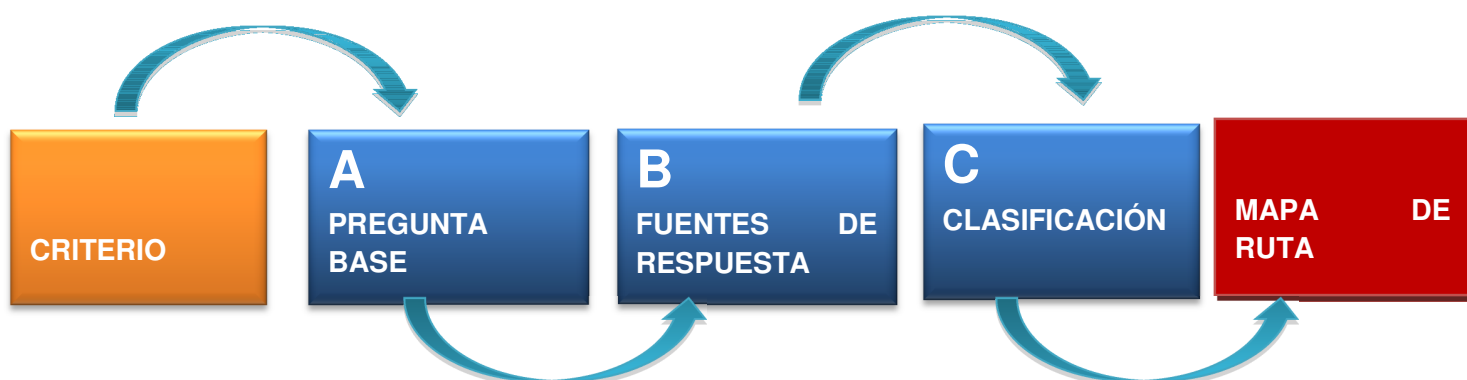 CRITERIO
A
PREGUNTA
BASE
B
FUENTES DE
RESPUESTA
C
CLASIFICACIÓN
MAPA DE
RUTA